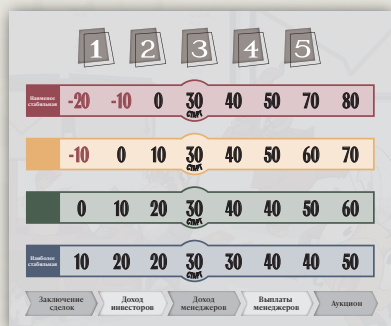 1 2 3 4 5
Наименее стабильная -20 -10 0 30 40 50 70 80
СТАРТ
-10 0 10 30 40 50 60 70
СТАРТ
0 10 20 30 40 40 50 60
СТАРТ
Наиболее стабильная 10 20 20 30 30 40 40 50
СТАРТ
Заключение сделок Доход инвесторов Доход менеджеров Выплаты менеджеров Аукцион